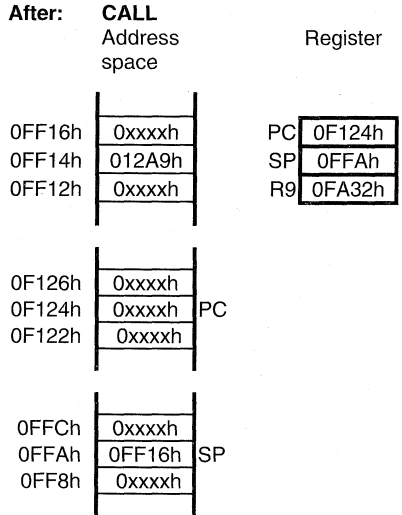 After: CALL
Address space
Register
0FF16h 0xxxxh PC 0F124h
0FF14h 012A9h SP 0FFAh
0FF12h 0xxxxh R9 0FA32h
0F126h 0xxxxh
0F124h 0xxxxh PC
0F122h 0xxxxh
0FFCh 0xxxxh
0FFAh 0FF16h SP
0FF8h 0xxxxh